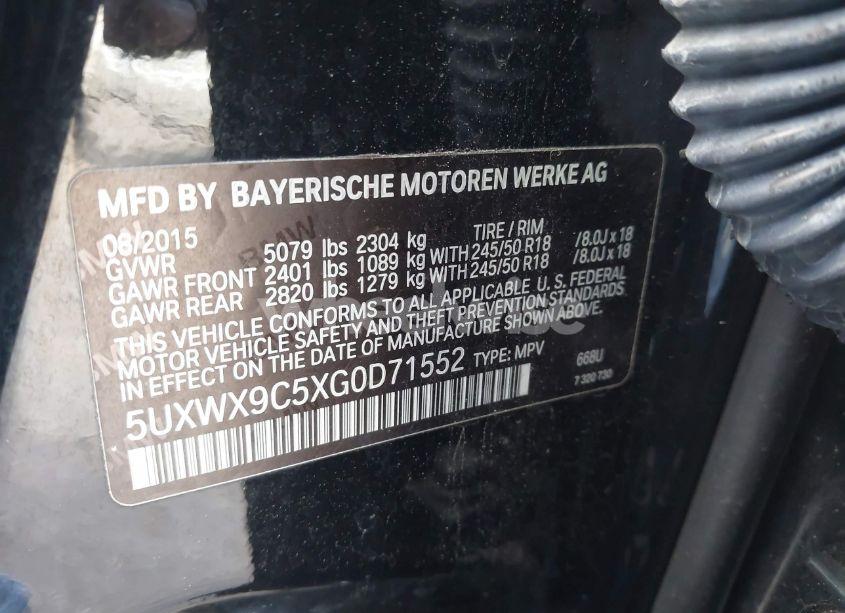 MFD BY BAYERISCHE MOTOREN WERKE AG
08/2015 TIRE / RIM
GVWR 5079 lbs 2304 kg
GAWR FRONT 2401 lbs 1089 kg WITH 245/50 R18 /8.0J x 18
GAWR REAR 2820 lbs 1279 kg WITH 245/50 R18 /8.0J x 18
THIS VEHICLE CONFORMS TO ALL APPLICABLE U.S. FEDERAL
MOTOR VEHICLE SAFETY AND THEFT PREVENTION STANDARDS
IN EFFECT ON THE DATE OF MANUFACTURE SHOWN ABOVE.
5UXWX9C5XG0D71552 TYPE: MPV 668U
7 320 730